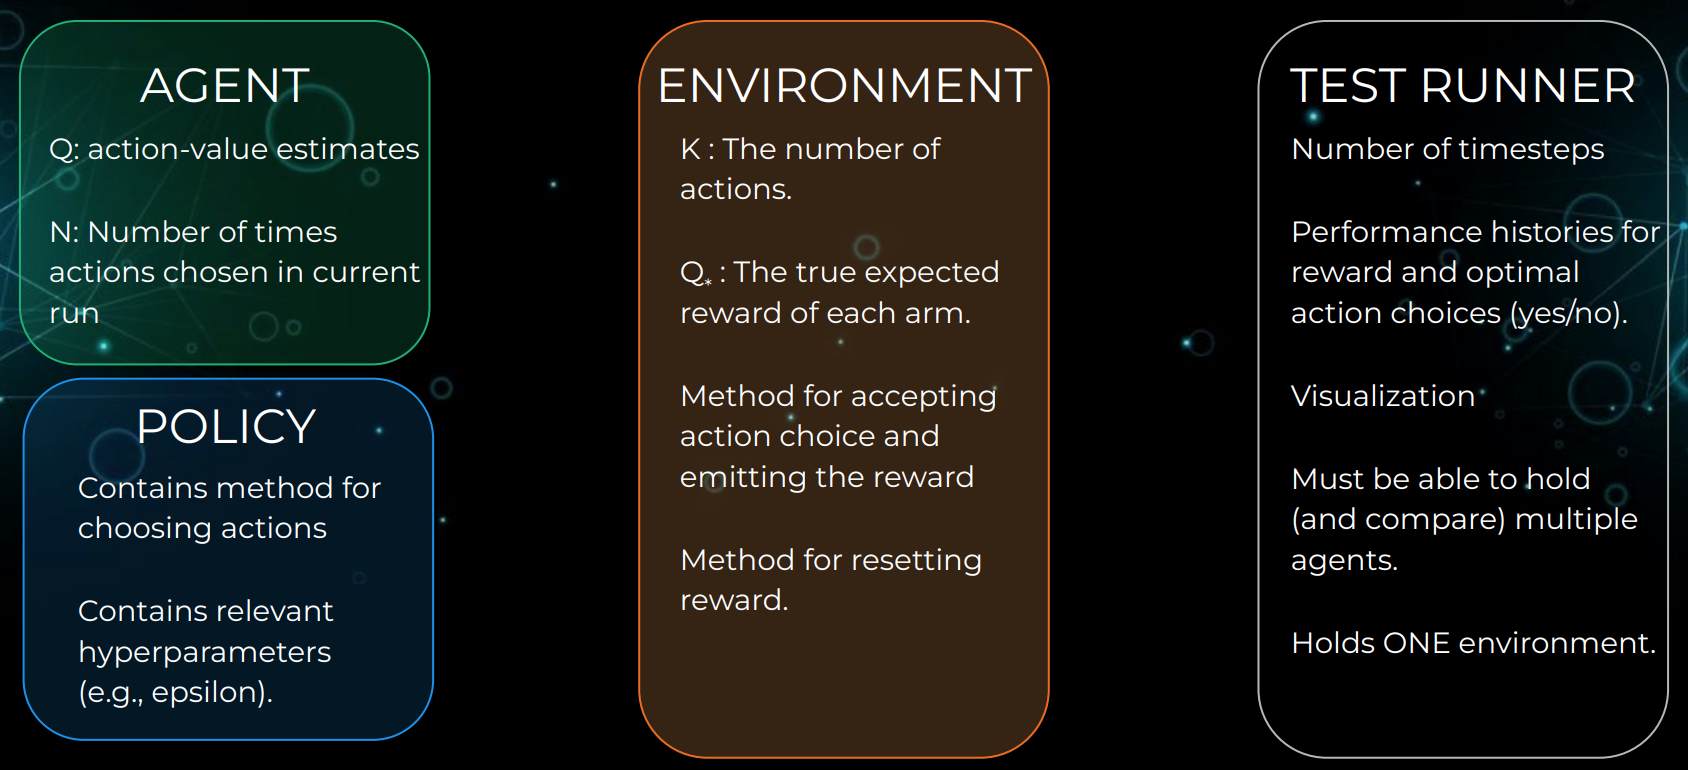 AGENT
Q: action-value estimates
N: Number of times
actions chosen in current
run
POLICY
Contains method for
choosing actions
Contains relevant
hyperparameters
(e.g., epsilon).
ENVIRONMENT
K : The number of
actions.
Q* : The true expected
reward of each arm.
Method for accepting
action choice and
emitting the reward
Method for resetting
reward.
TEST RUNNER
Number of timesteps
Performance histories for
reward and optimal
action choices (yes/no).
Visualization
Must be able to hold
(and compare) multiple
agents.
Holds ONE environment.